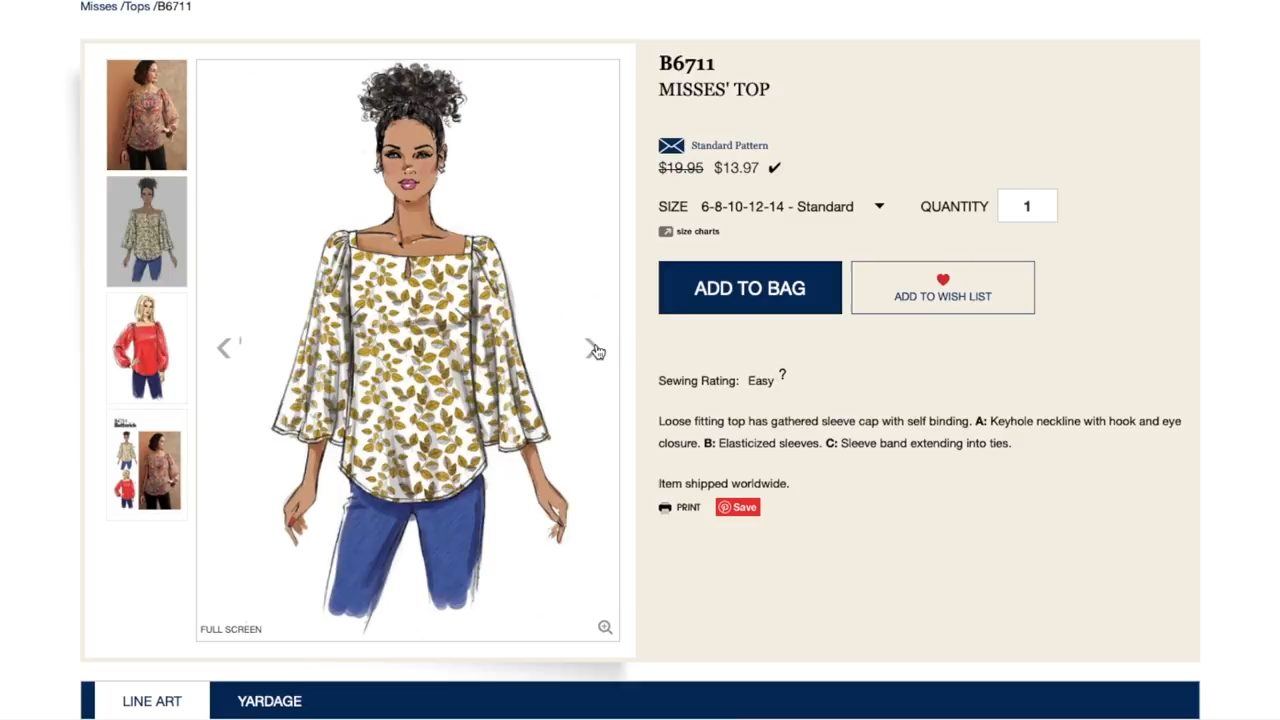 Misses /Tops /B6711
B6711
MISSES' TOP
Standard Pattern
$19.95 $13.97 ✔
SIZE 6-8-10-12-14 - Standard QUANTITY 1
size charts
ADD TO BAG
ADD TO WISH LIST
Sewing Rating: Easy ?
Loose fitting top has gathered sleeve cap with self binding. A: Keyhole neckline with hook and eye
closure. B: Elasticized sleeves. C: Sleeve band extending into ties.
Item shipped worldwide.
PRINT Save
FULL SCREEN
LINE ART YARDAGE